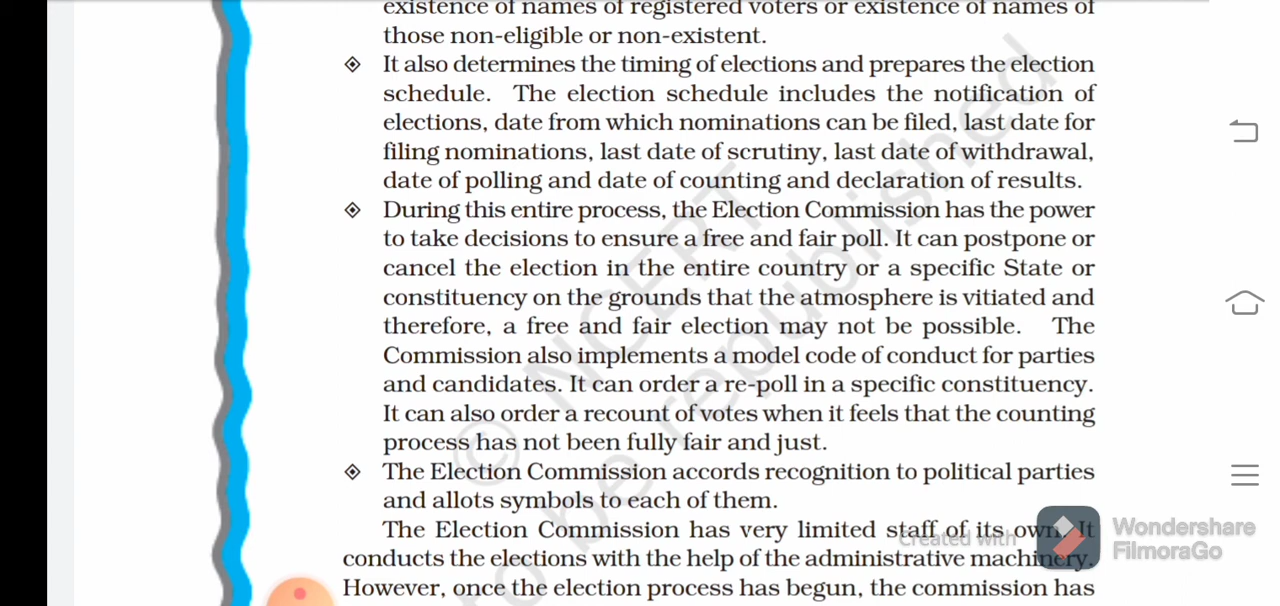 existence of names of registered voters or existence of names of
those non-eligible or non-existent.
It also determines the timing of elections and prepares the election
schedule. The election schedule includes the notification of
elections, date from which nominations can be filed, last date for
filing nominations, last date of scrutiny, last date of withdrawal,
date of polling and date of counting and declaration of results.
During this entire process, the Election Commission has the power
to take decisions to ensure a free and fair poll. It can postpone or
cancel the election in the entire country or a specific State or
constituency on the grounds that the atmosphere is vitiated and
therefore, a free and fair election may not be possible. The
Commission also implements a model code of conduct for parties
and candidates. It can order a re-poll in a specific constituency.
It can also order a recount of votes when it feels that the counting
process has not been fully fair and just.
The Election Commission accords recognition to political parties
and allots symbols to each of them.
The Election Commission has very limited staff of its own. It
conducts the elections with the help of the administrative machinery.
However, once the election process has begun, the commission has
© NCERT
to be republished
Created with
Wondershare
FilmoraGo